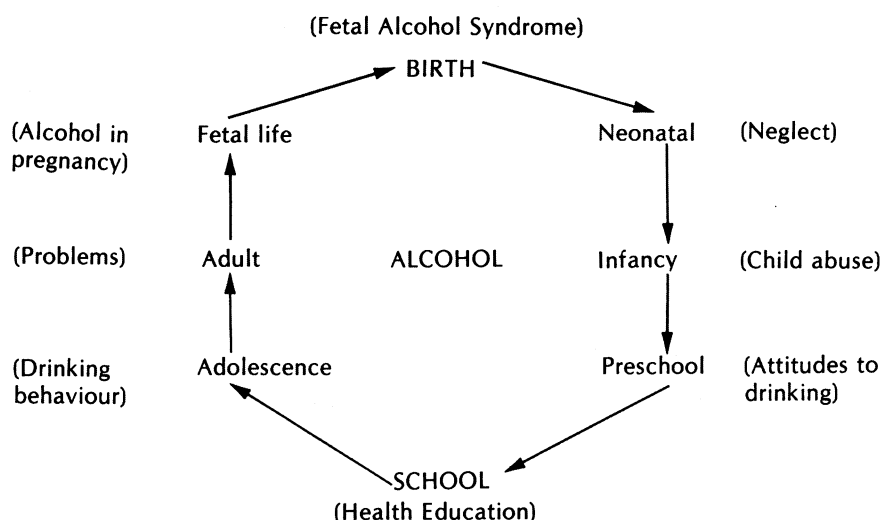 (Fetal Alcohol Syndrome)
BIRTH
(Alcohol in
pregnancy)
Fetal life
Neonatal
(Neglect)
(Problems)
Adult
ALCOHOL
Infancy
(Child abuse)
(Drinking
behaviour)
Adolescence
Preschool
(Attitudes to
drinking)
SCHOOL
(Health Education)